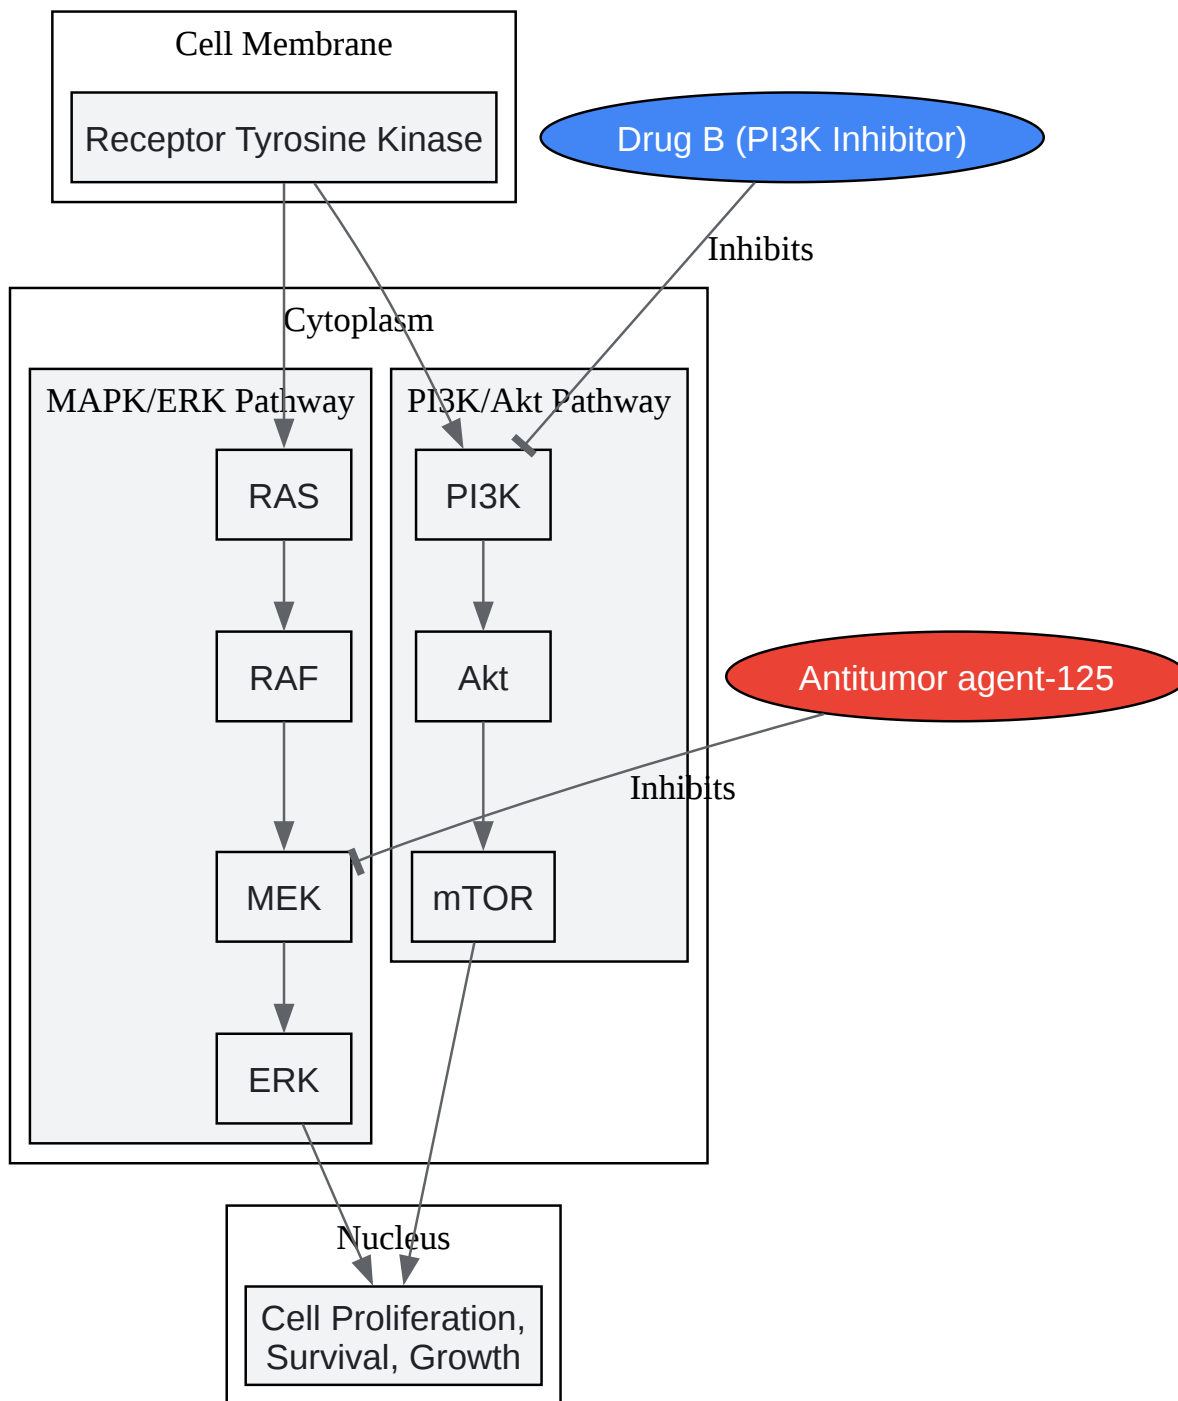 Cell Membrane
Receptor Tyrosine Kinase
Drug B (PI3K Inhibitor)
Inhibits
Cytoplasm
MAPK/ERK Pathway
PI3K/Akt Pathway
RAS
PI3K
RAF
Akt
Antitumor agent-125
Inhibits
MEK
mTOR
ERK
Nucleus
Cell Proliferation,
Survival, Growth